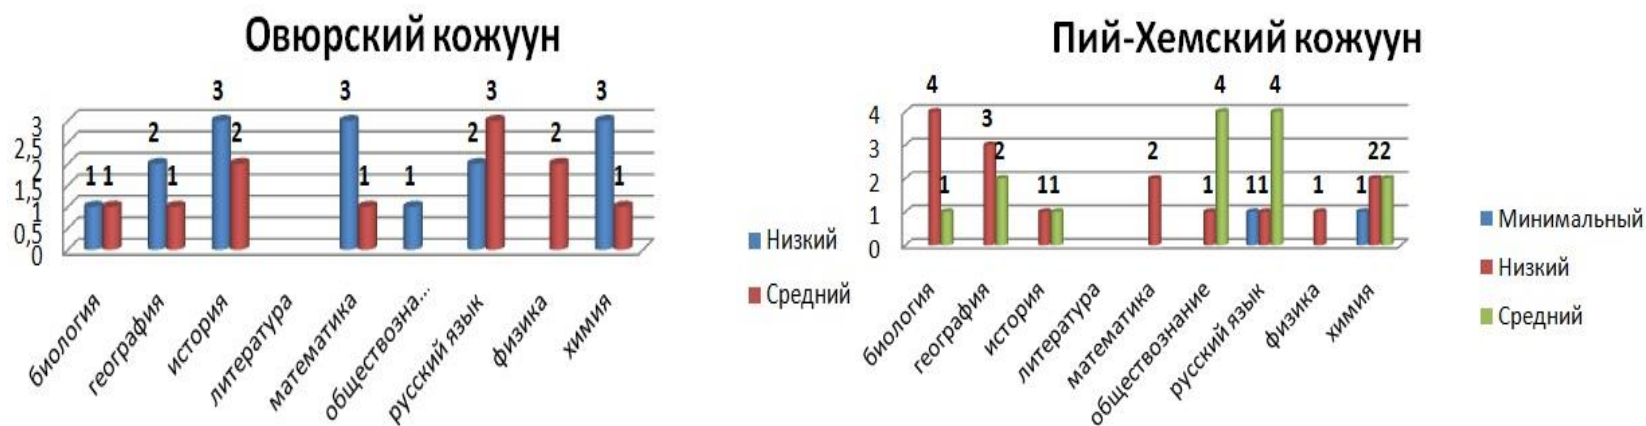 Овюрский кожуун
3 3 3 3
2 2 2 2
1 1 1 1 1 1
3
2,5
2
1,5
1
0,5
0
биология
география
история
литература
математика
обществозна...
русский язык
физика
химия
Низкий
Средний
Пий-Хемский кожуун
4 4 4
3
2 2 22
1 11 1 11 1 1
4
3
2
1
0
биология
география
история
литература
математика
обществознание
русский язык
физика
химия
Минимальный
Низкий
Средний